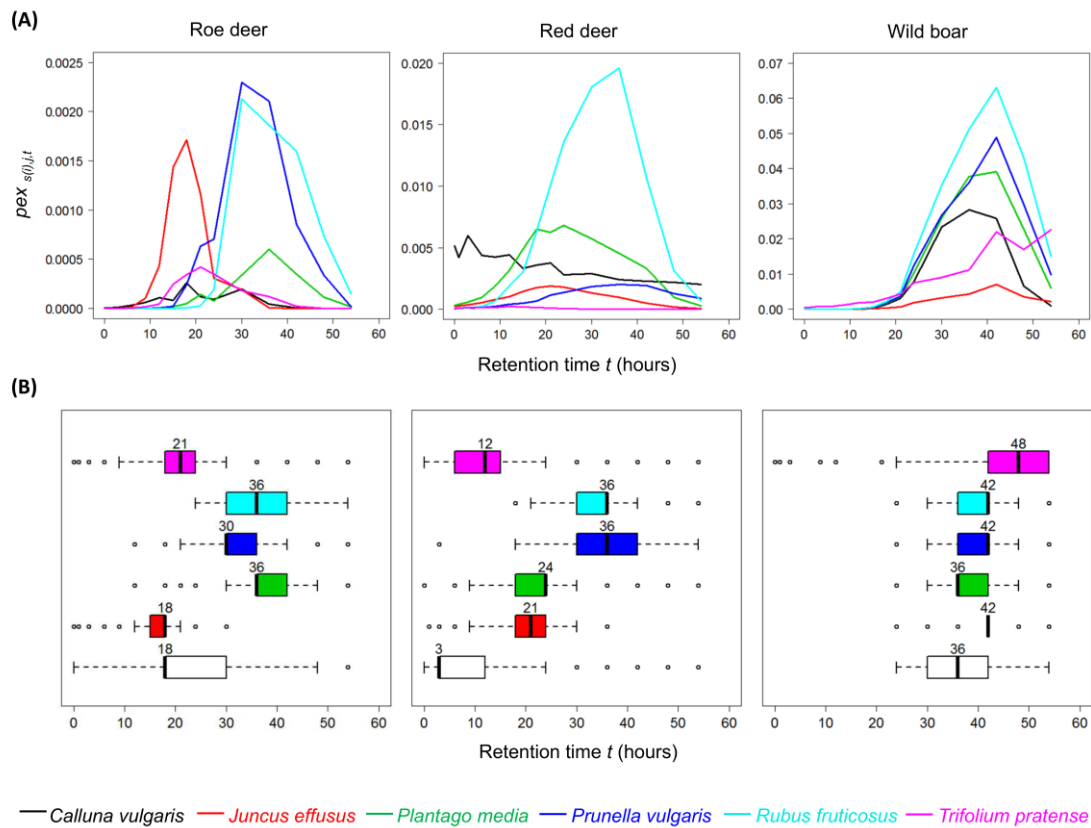 (A)
Roe deer Red deer Wild boar
pex s(i),j,t
0.0025
0.0020
0.0015
0.0010
0.0005
0.0000
0 10 20 30 40 50 60
0.020
0.015
0.010
0.005
0.000
0 10 20 30 40 50 60
0.07
0.06
0.05
0.04
0.03
0.02
0.01
0.00
0 10 20 30 40 50 60
Retention time t (hours)
(B)
21
36
30
36
18
18
0 10 20 30 40 50 60
12
36
36
24
21
3
0 10 20 30 40 50 60
48
42
42
36
42
36
0 10 20 30 40 50 60
Retention time t (hours)
Calluna vulgaris Juncus effusus Plantago media Prunella vulgaris Rubus fruticosus Trifolium pratense